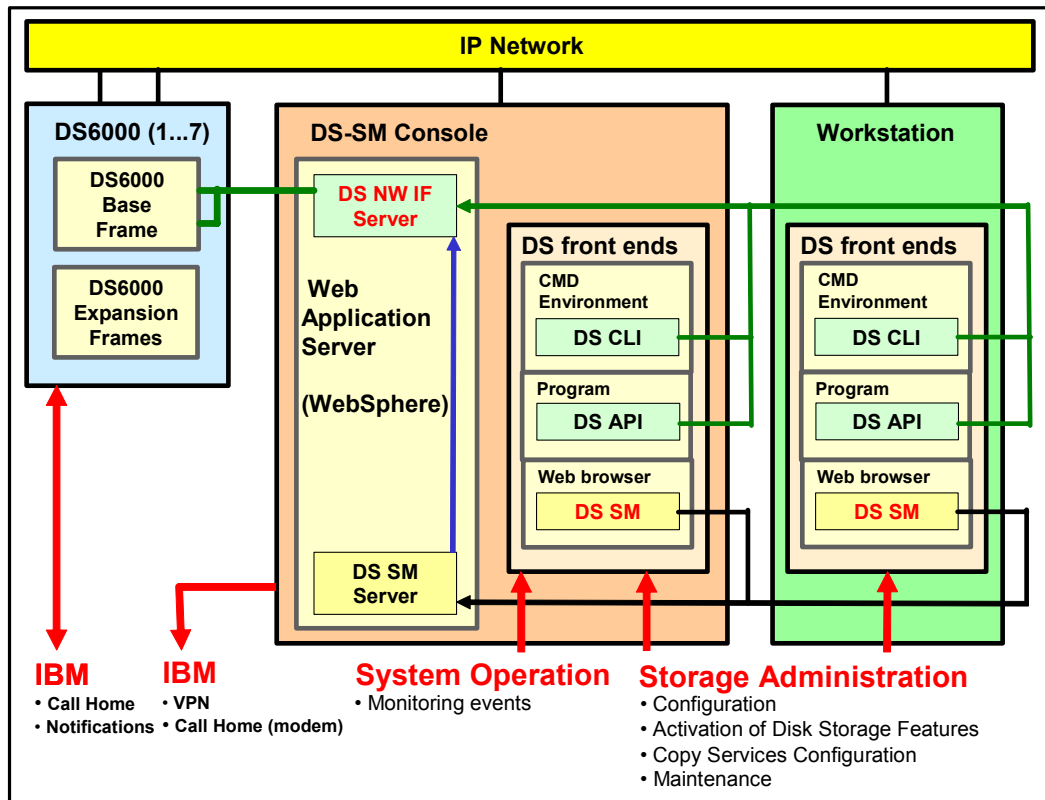 IP Network
DS6000 (1...7)
DS6000
Base
Frame
DS6000
Expansion
Frames
DS-SM Console
DS NW IF
Server
Web
Application
Server
(WebSphere)
DS SM
Server
DS front ends
CMD
Environment
DS CLI
Program
DS API
Web browser
DS SM
Workstation
DS front ends
CMD
Environment
DS CLI
Program
DS API
Web browser
DS SM
IBM
• Call Home
• Notifications
IBM
• VPN
• Call Home (modem)
System Operation
• Monitoring events
Storage Administration
• Configuration
• Activation of Disk Storage Features
• Copy Services Configuration
• Maintenance